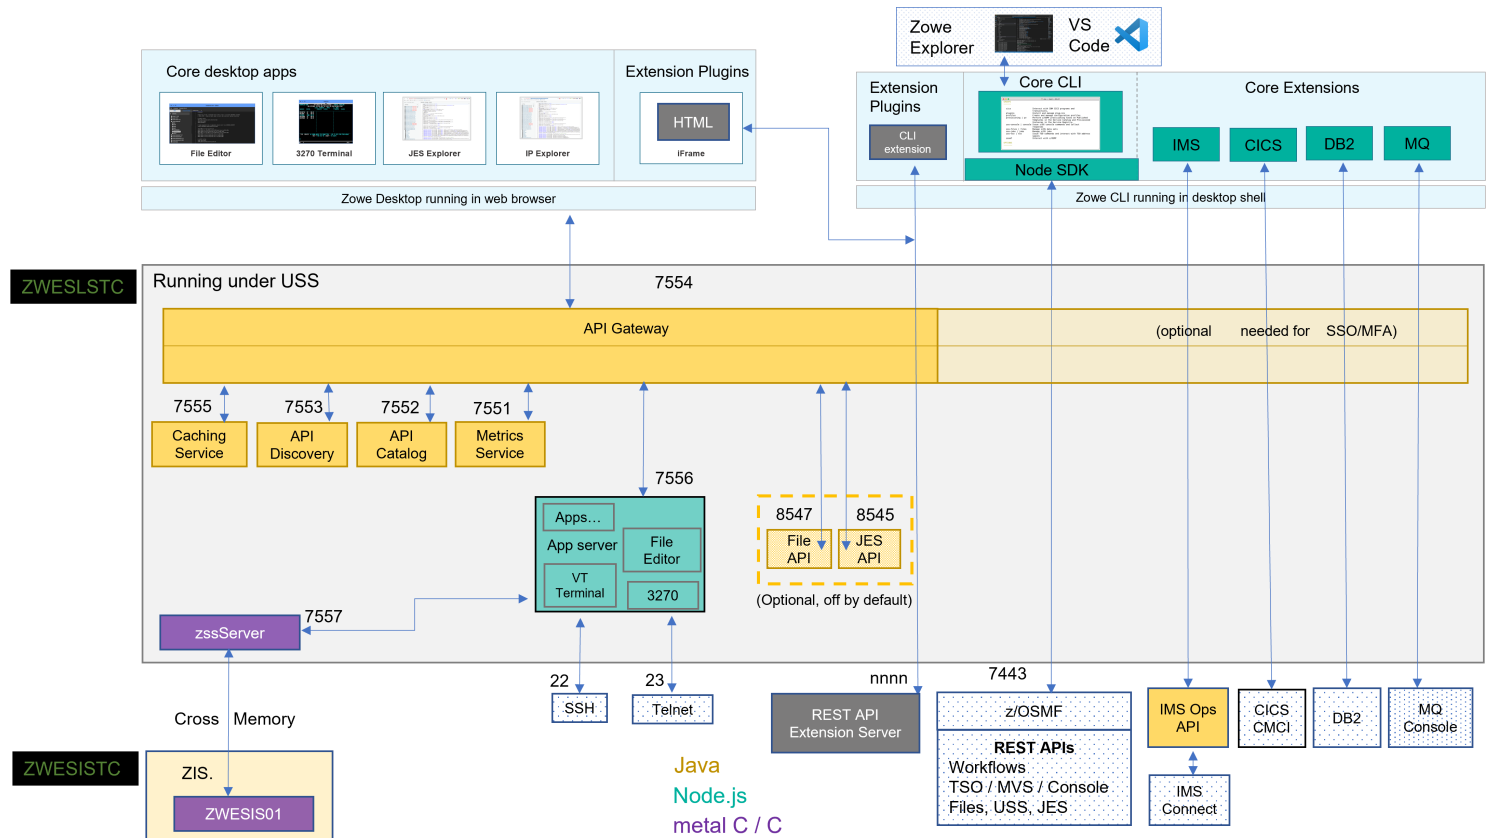 Zowe
Explorer
VS
Code
Core desktop apps
Extension Plugins
File Editor
3270 Terminal
JES Explorer
IP Explorer
HTML
iFrame
Zowe Desktop running in web browser
Extension
Plugins
CLI
extension
Core CLI
Node SDK
Core Extensions
IMS
CICS
DB2
MQ
Zowe CLI running in desktop shell
ZWESLSTC
Running under USS
7554
API Gateway
(optional needed for SSO/MFA)
7555
7553
7552
7551
Caching
Service
API
Discovery
API
Catalog
Metrics
Service
7556
Apps...
App server
File
Editor
VT
Terminal
3270
8547
8545
File
API
JES
API
(Optional, off by default)
7557
zssServer
22
SSH
23
Telnet
nnnn
REST API
Extension Server
7443
z/OSMF
REST APIs
Workflows
TSO / MVS / Console
Files, USS, JES
IMS Ops
API
CICS
CMCI
DB2
MQ
Console
IMS
Connect
Cross Memory
ZWESISTC
ZIS.
ZWESIS01
Java
Node.js
metal C / C